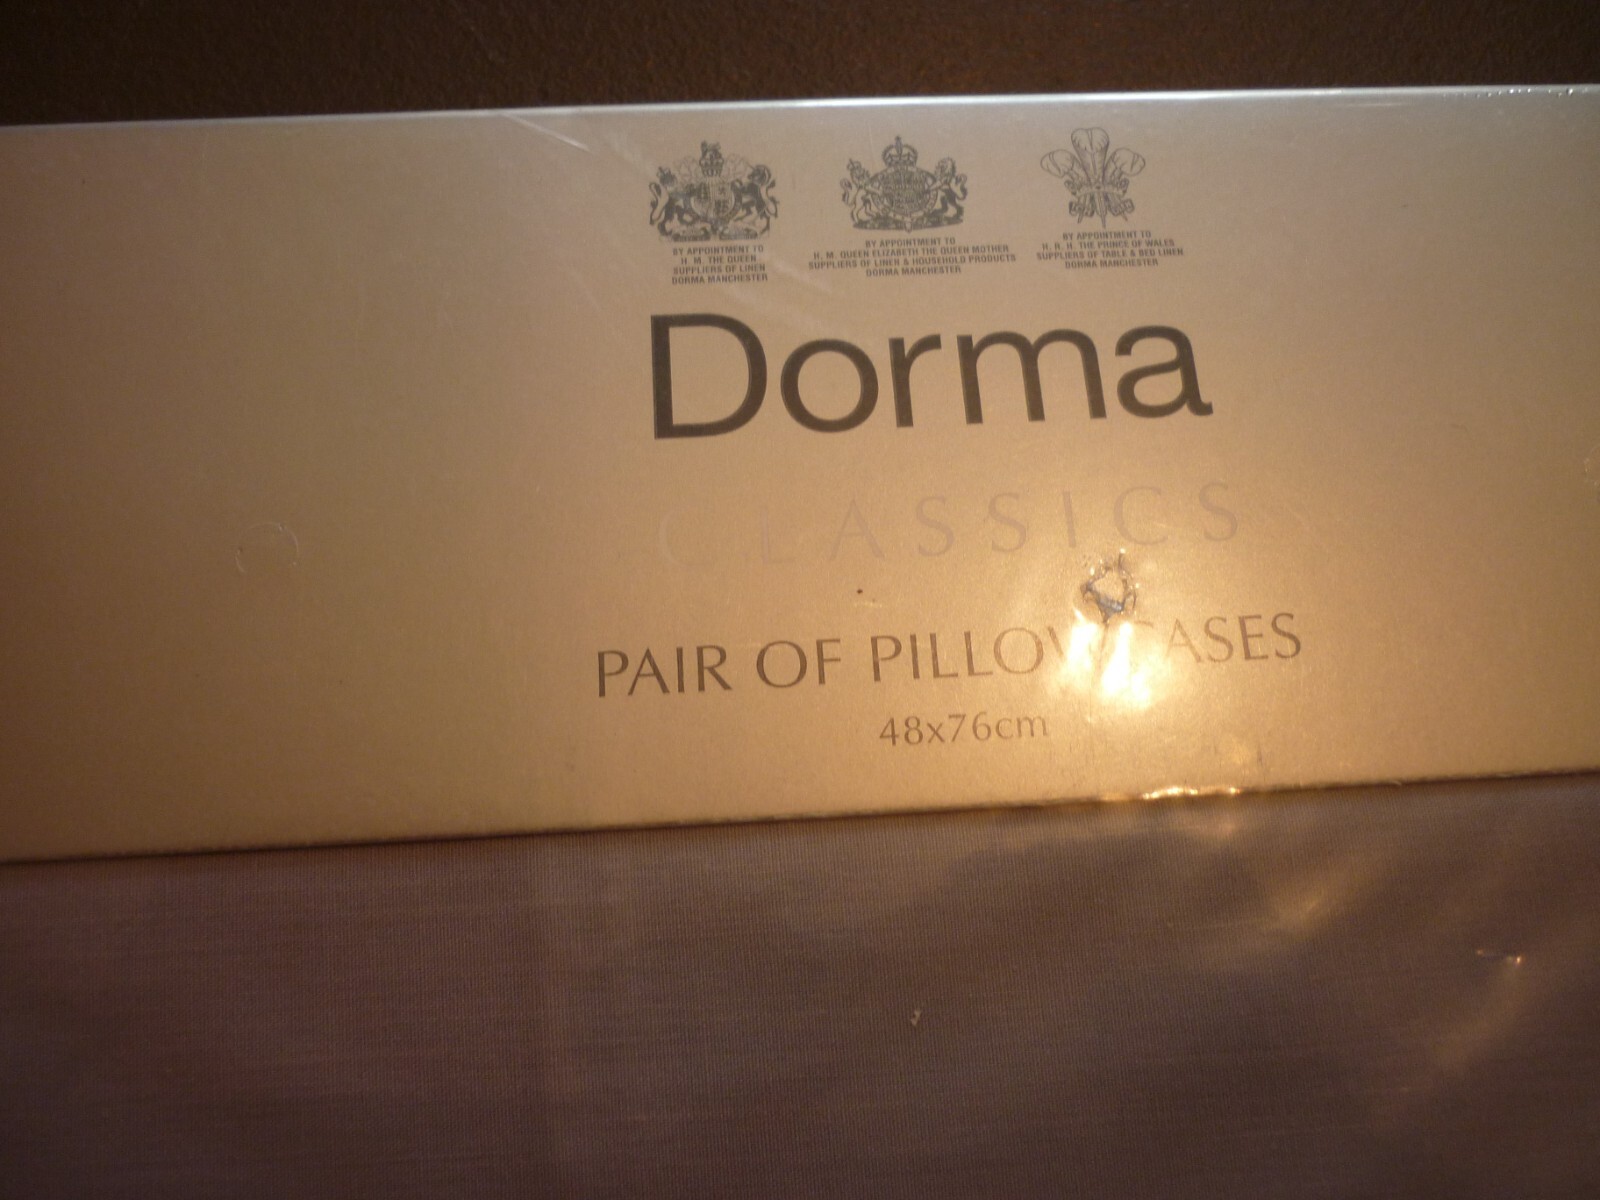 BY APPOINTMENT TO
H. M. THE QUEEN
SUPPLIERS OF LINEN
DORMA MANCHESTER
BY APPOINTMENT TO
H. M. QUEEN ELIZABETH THE QUEEN MOTHER
SUPPLIERS OF LINEN & HOUSEHOLD PRODUCTS
DORMA MANCHESTER
BY APPOINTMENT TO
H. R. H. THE PRINCE OF WALES
SUPPLIERS OF TABLE & BED LINEN
DORMA MANCHESTER
Dorma
CLASSICS
PAIR OF PILLOWCASES
48x76cm